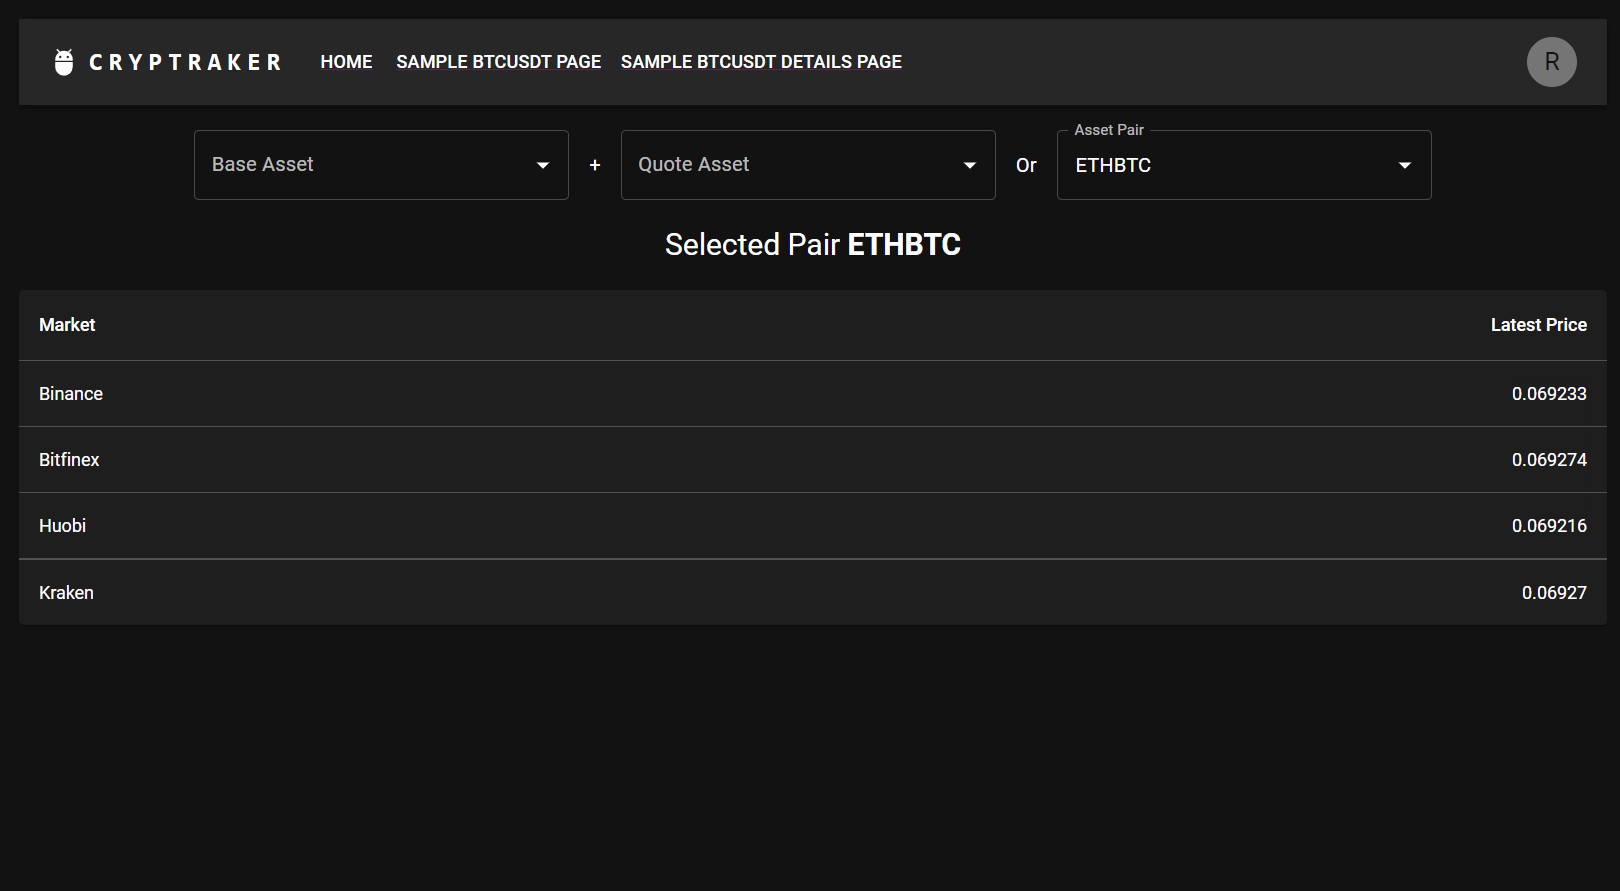 CRYPTRAKER HOME SAMPLE BTCUSDT PAGE SAMPLE BTCUSDT DETAILS PAGE R
Asset Pair
Base Asset + Quote Asset Or ETHBTC
Selected Pair ETHBTC
Market Latest Price
Binance 0.069233
Bitfinex 0.069274
Huobi 0.069216
Kraken 0.06927